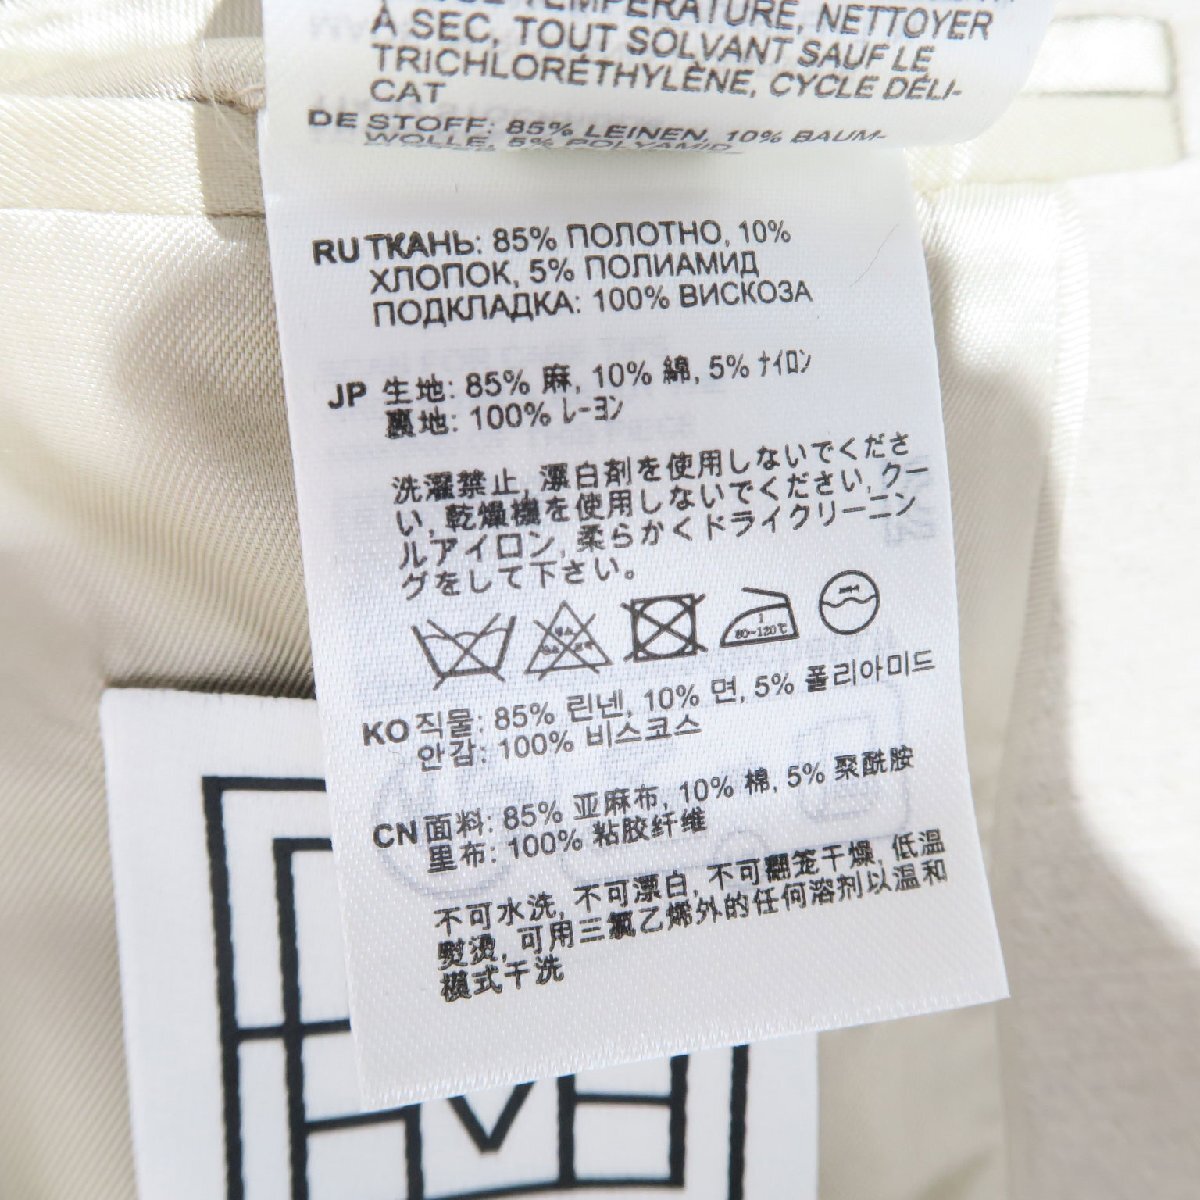 TEMPÉRATURE, NETTOYER
À SEC, TOUT SOLVANT SAUF LE
TRICHLORÉTHYLÈNE, CYCLE DÉLI-
CAT
DE STOFF: 85% LEINEN, 10% BAUM-
WOLLE, 5% POLYAMID
RU ТКАНЬ: 85% ПОЛОТНО, 10%
ХЛОПОК, 5% ПОЛИАМИД
ПОДКЛАДКА: 100% ВИСКОЗА
JP 生地: 85% 麻, 10% 綿, 5% ﾅｲﾛﾝ
裏地: 100% ﾚｰﾖﾝ
洗濯禁止, 漂白剤を使用しないでくださ
い, 乾燥機を使用しないでください, クー
ルアイロン, 柔らかくドライクリーニン
グをして下さい。
80~120℃
KO 직물: 85% 린넨, 10% 면, 5% 폴리아미드
안감: 100% 비스코스
CN 面料: 85% 亚麻布, 10% 棉, 5% 聚酰胺
里布: 100% 粘胶纤维
不可水洗, 不可漂白, 不可翻笼干燥, 低温
熨烫, 可用三氯乙烯外的任何溶剂以温和
模式干洗